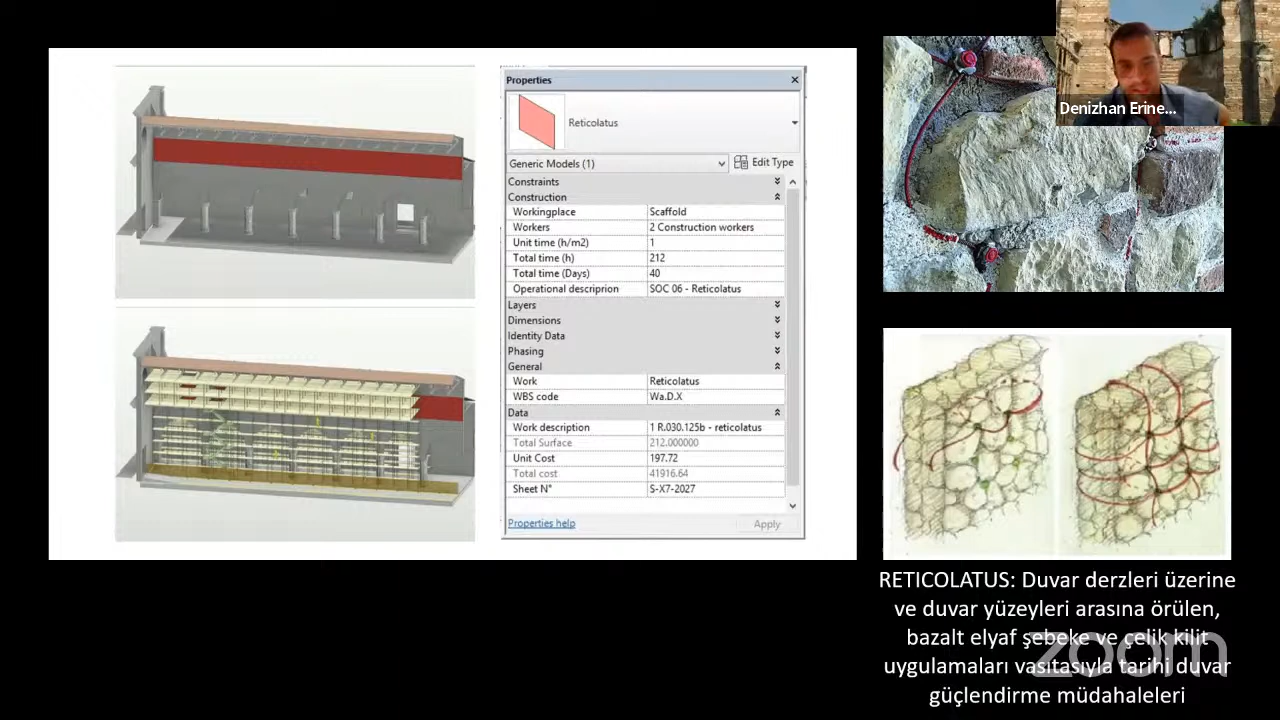 Properties
Reticolatus
Generic Models (1)
Edit Type
Constraints
Construction
Workingplace Scaffold
Workers 2 Construction workers
Unit time (h/m2) 1
Total time (h) 212
Total time (Days) 40
Operational descriprion SOC 06 - Reticolatus
Layers
Dimensions
Identity Data
Phasing
General
Work Reticolatus
WBS code Wa.D.X
Data
Work description 1 R.030.125b - reticolatus
Total Surface 212.000000
Unit Cost 197.72
Total cost 41916.64
Sheet N° S-X7-2027
Properties help
Apply
Denizhan Erine...
RETICOLATUS: Duvar derzleri üzerine
ve duvar yüzeyleri arasına örülen,
bazalt elyaf şebeke ve çelik kilit
uygulamaları vasıtasıyla tarihi duvar
güçlendirme müdahaleleri
zoom